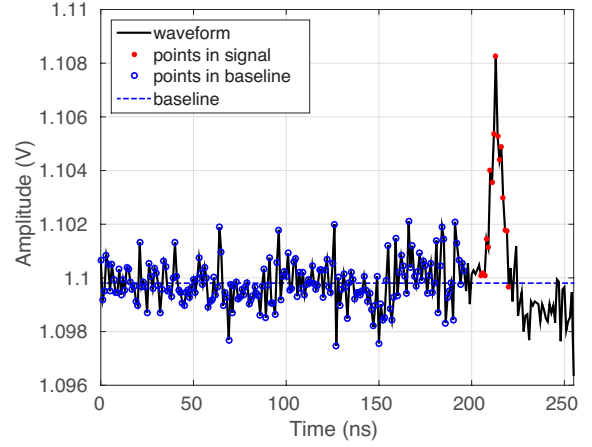 1.11
1.108
1.106
1.104
1.102
1.1
1.098
1.096
Amplitude (V)
waveform
points in signal
points in baseline
baseline
0 50 100 150 200 250
Time (ns)